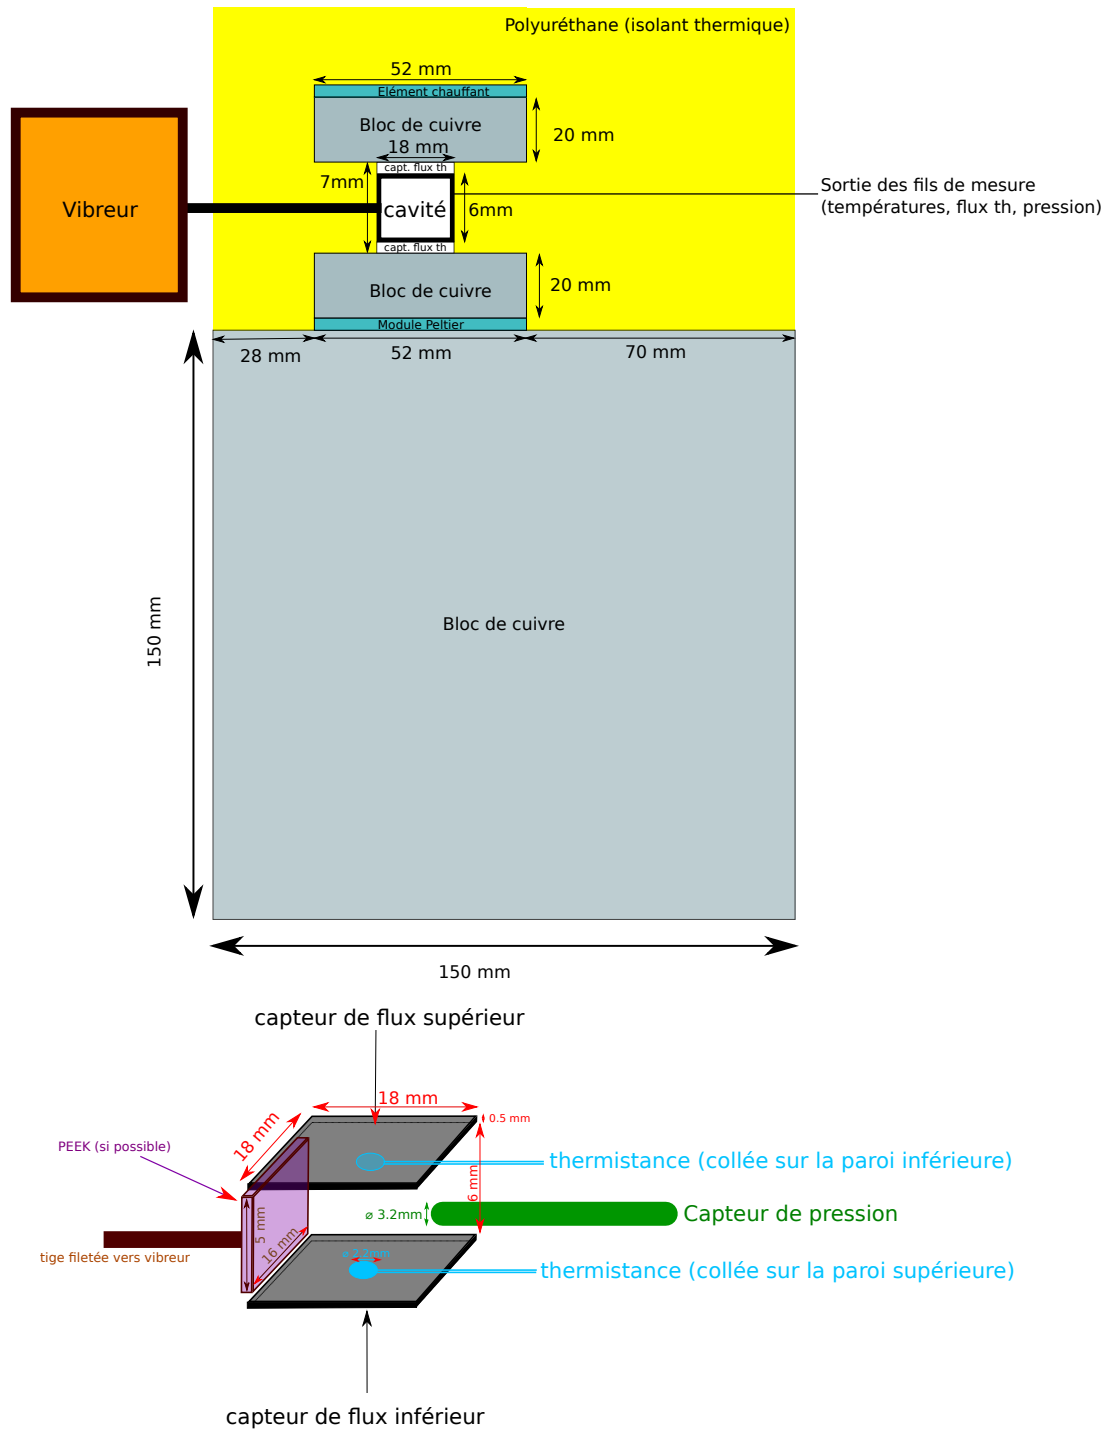 Polyuréthane (isolant thermique)
52 mm
Elément chauffant
Bloc de cuivre
20 mm
18 mm
capt. flux th
7mm
Vibreur
cavité
6mm
Sortie des fils de mesure
(températures, flux th, pression)
capt. flux th
Bloc de cuivre
20 mm
Module Peltier
28 mm
52 mm
70 mm
150 mm
Bloc de cuivre
150 mm
capteur de flux supérieur
18 mm
0.5 mm
18 mm
PEEK (si possible)
thermistance (collée sur la paroi inférieure)
6 mm
⌀ 3.2mm
Capteur de pression
5 mm
16 mm
tige filetée vers vibreur
⌀ 2.2mm
thermistance (collée sur la paroi supérieure)
capteur de flux inférieur